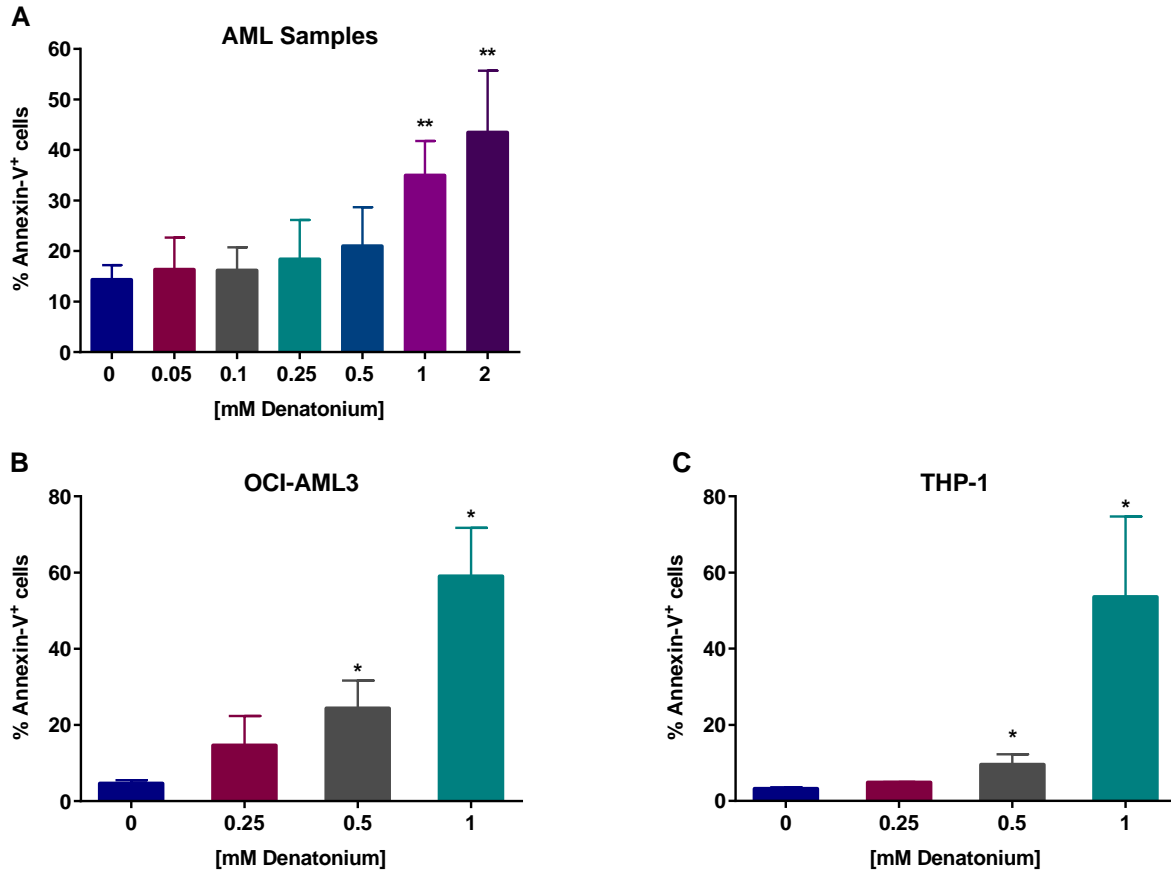 A
AML Samples
% Annexin-V⁺ cells
60
50
40
30
20
10
0
** **
0 0.05 0.1 0.25 0.5 1 2
[mM Denatonium]
B
OCI-AML3
% Annexin-V⁺ cells
80
60
40
20
0
* *
0 0.25 0.5 1
[mM Denatonium]
C
THP-1
% Annexin-V⁺ cells
80
60
40
20
0
* *
0 0.25 0.5 1
[mM Denatonium]